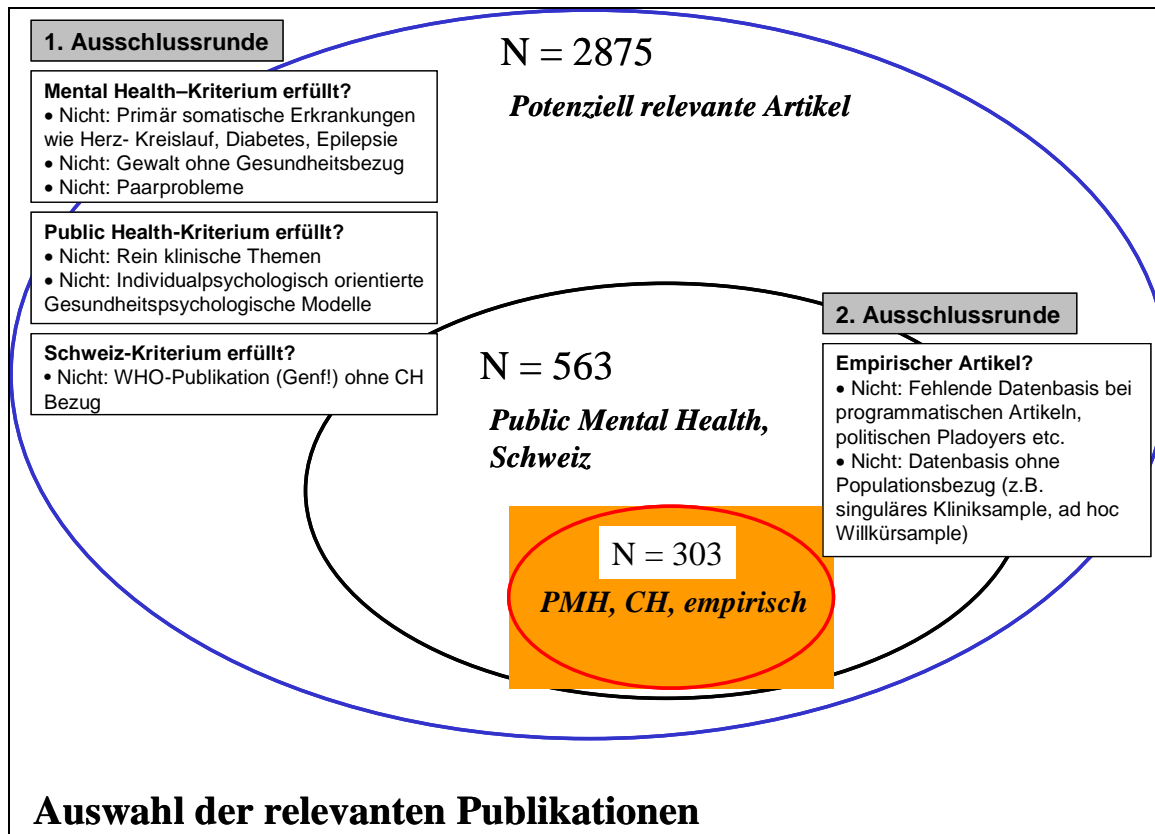 1. Ausschlussrunde
Mental Health–Kriterium erfüllt?
• Nicht: Primär somatische Erkrankungen
wie Herz- Kreislauf, Diabetes, Epilepsie
• Nicht: Gewalt ohne Gesundheitsbezug
• Nicht: Paarprobleme
Public Health-Kriterium erfüllt?
• Nicht: Rein klinische Themen
• Nicht: Individualpsychologisch orientierte
Gesundheitspsychologische Modelle
Schweiz-Kriterium erfüllt?
• Nicht: WHO-Publikation (Genf!) ohne CH
Bezug
N = 2875
Potenziell relevante Artikel
N = 563
Public Mental Health,
Schweiz
2. Ausschlussrunde
Empirischer Artikel?
• Nicht: Fehlende Datenbasis bei
programmatischen Artikeln,
politischen Pladoyers etc.
• Nicht: Datenbasis ohne
Populationsbezug (z.B.
singuläres Kliniksample, ad hoc
Willkürsample)
N = 303
PMH, CH, empirisch
Auswahl der relevanten Publikationen